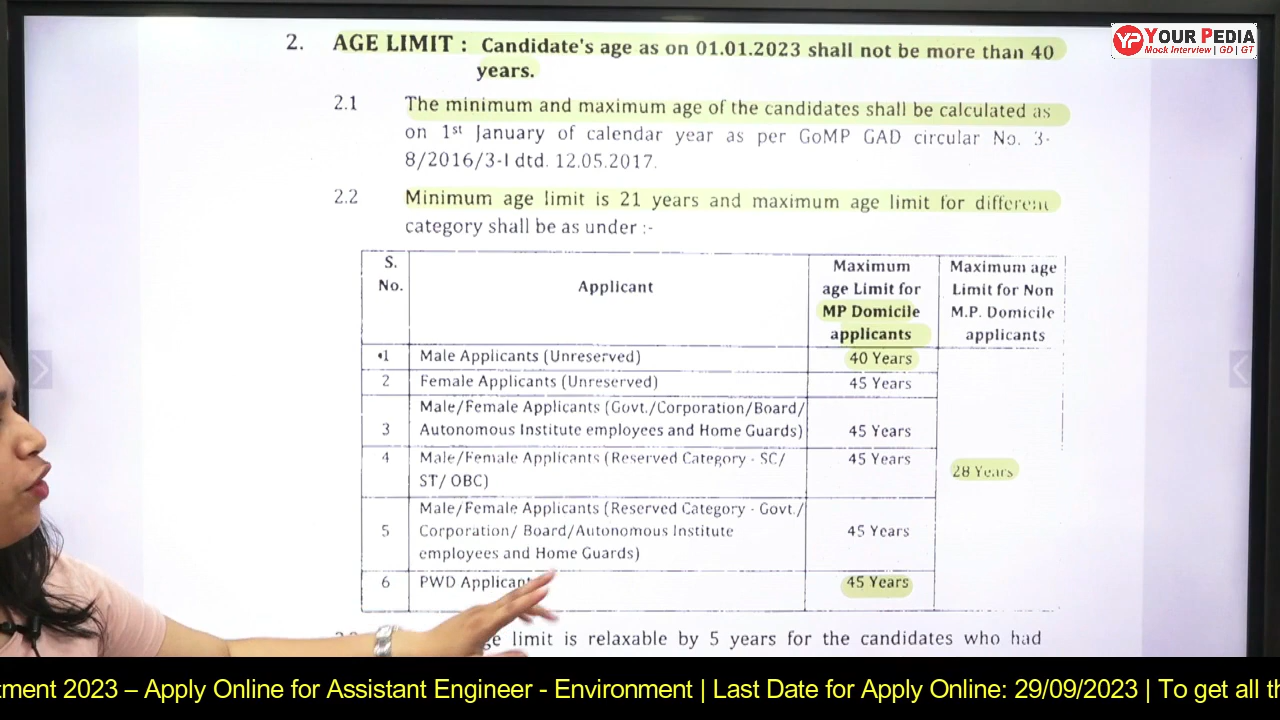 YOUR PEDIA
Mock Interview | GD | GT
2. AGE LIMIT : Candidate's age as on 01.01.2023 shall not be more than 40
years.
2.1 The minimum and maximum age of the candidates shall be calculated as
on 1st January of calendar year as per GoMP GAD circular No. 3-
8/2016/3-I dtd. 12.05.2017.
2.2 Minimum age limit is 21 years and maximum age limit for different
category shall be as under :-
S.
No.
Applicant
Maximum
age Limit for
MP Domicile
applicants
Maximum age
Limit for Non
M.P. Domicile
applicants
1 Male Applicants (Unreserved) 40 Years
2 Female Applicants (Unreserved) 45 Years
Male/Female Applicants (Govt./Corporation/Board/
3 Autonomous Institute employees and Home Guards) 45 Years
4 Male/Female Applicants (Reserved Category - SC/ 45 Years
ST/ OBC)
28 Years
Male/Female Applicants (Reserved Category - Govt./
5 Corporation/ Board/Autonomous Institute 45 Years
employees and Home Guards)
6 PWD Applicant 45 Years
limit is relaxable by 5 years for the candidates who had
2023 – Apply Online for Assistant Engineer - Environment | Last Date for Apply Online: 29/09/2023 | To get all